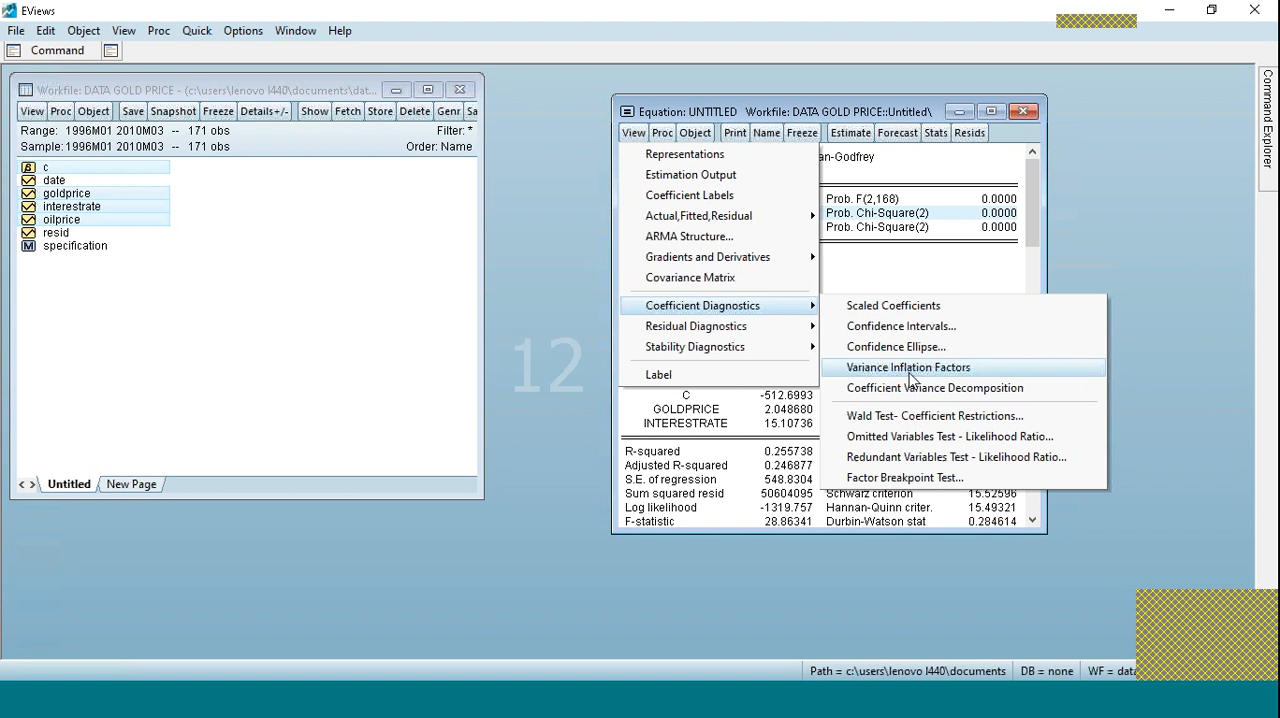 EViews
File Edit Object View Proc Quick Options Window Help
Command
Workfile: DATA GOLD PRICE - (c:\users\lenovo l440\documents\dat...
View Proc Object Save Snapshot Freeze Details+/- Show Fetch Store Delete Genr Sa
Range: 1996M01 2010M03 -- 171 obs Filter: *
Sample: 1996M01 2010M03 -- 171 obs Order: Name
c
date
goldprice
interestrate
oilprice
resid
specification
Untitled New Page
12
Equation: UNTITLED Workfile: DATA GOLD PRICE::Untitled\
View Proc Object Print Name Freeze Estimate Forecast Stats Resids
an-Godfrey
Prob. F(2,168) 0.0000
Prob. Chi-Square(2) 0.0000
Prob. Chi-Square(2) 0.0000
Representations
Estimation Output
Coefficient Labels
Actual,Fitted,Residual
ARMA Structure...
Gradients and Derivatives
Covariance Matrix
Coefficient Diagnostics
Residual Diagnostics
Stability Diagnostics
Label
Scaled Coefficients
Confidence Intervals...
Confidence Ellipse...
Variance Inflation Factors
Coefficient Variance Decomposition
Wald Test- Coefficient Restrictions...
Omitted Variables Test - Likelihood Ratio...
Redundant Variables Test - Likelihood Ratio...
Factor Breakpoint Test...
C -512.6993
GOLDPRICE 2.048680
INTERESTRATE 15.10736
R-squared 0.255738
Adjusted R-squared 0.246877
S.E. of regression 548.8304
Sum squared resid 50604095 Schwarz criterion 15.52596
Log likelihood -1319.757 Hannan-Quinn criter. 15.49321
F-statistic 28.86341 Durbin-Watson stat 0.284614
Command Explorer
Path = c:\users\lenovo l440\documents DB = none WF = data